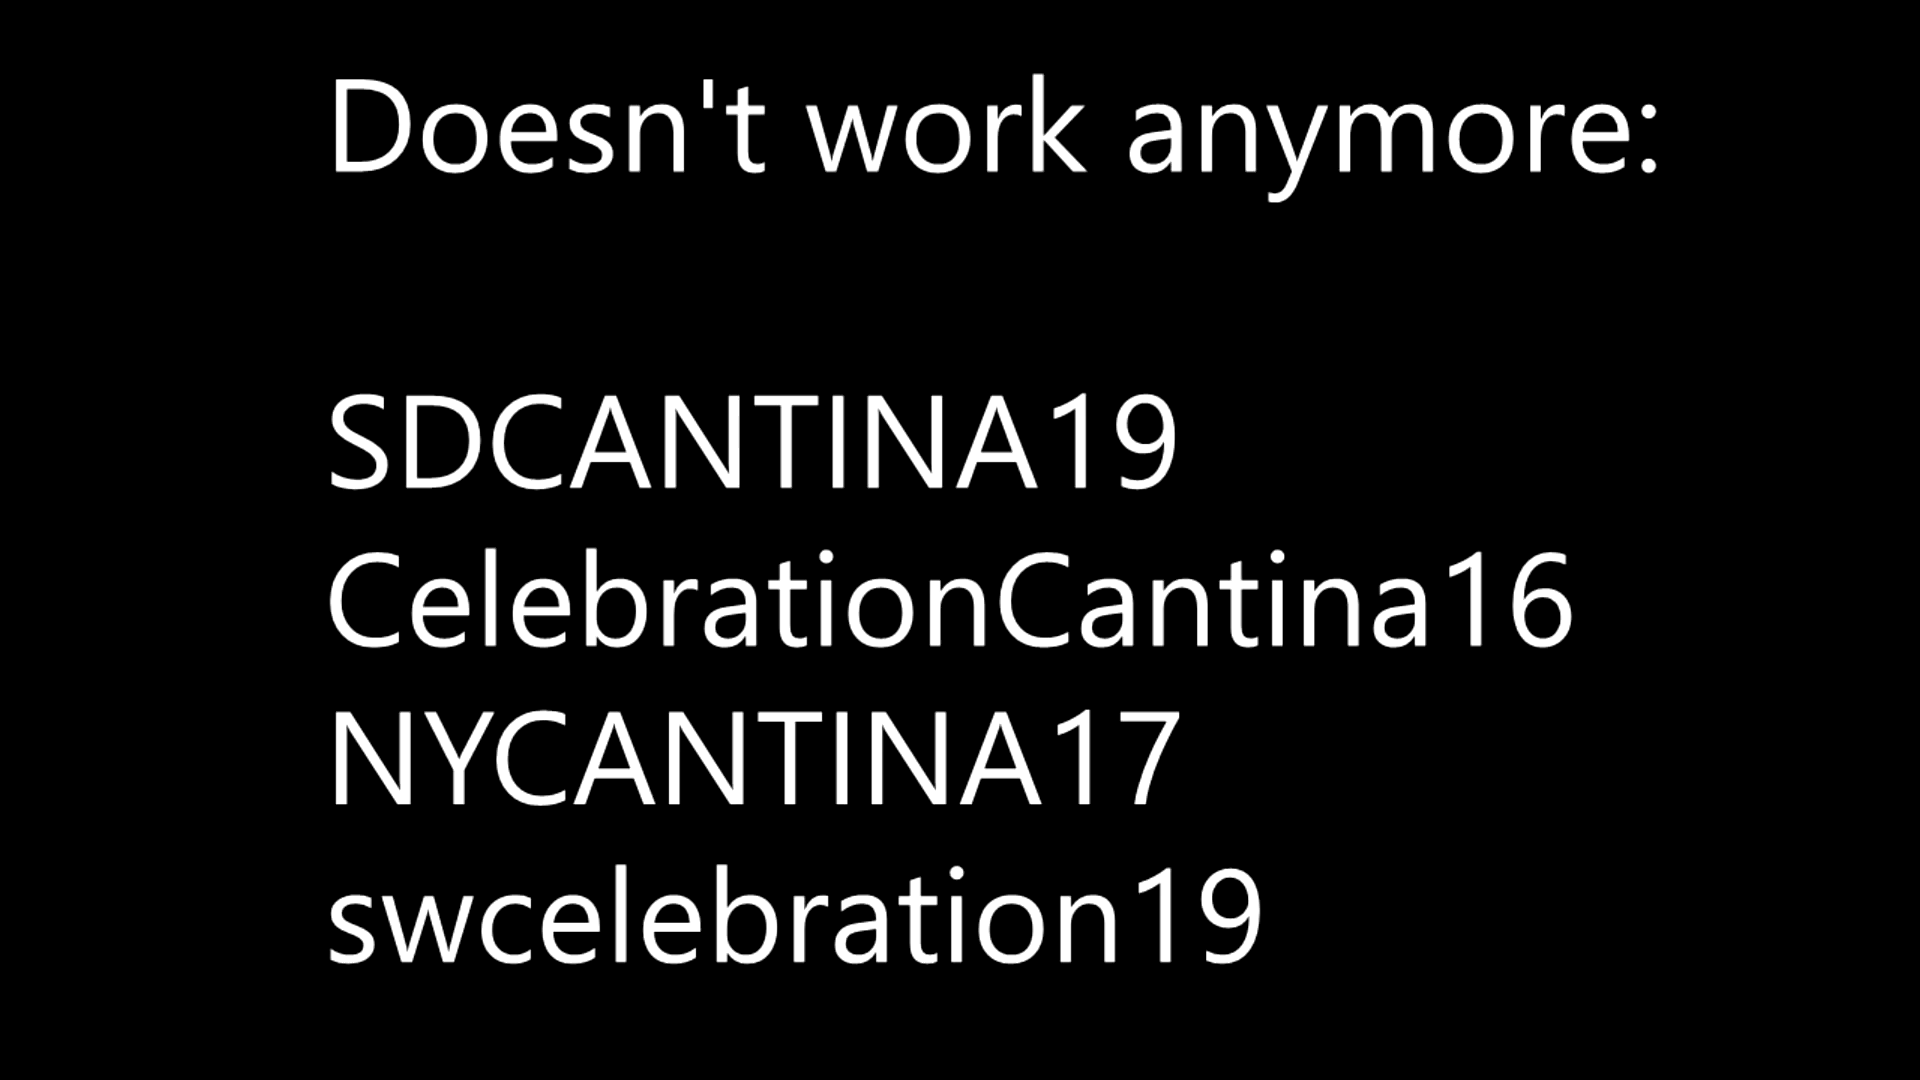 Doesn't work anymore:
SDCANTINA19
CelebrationCantina16
NYCANTINA17
swcelebration19